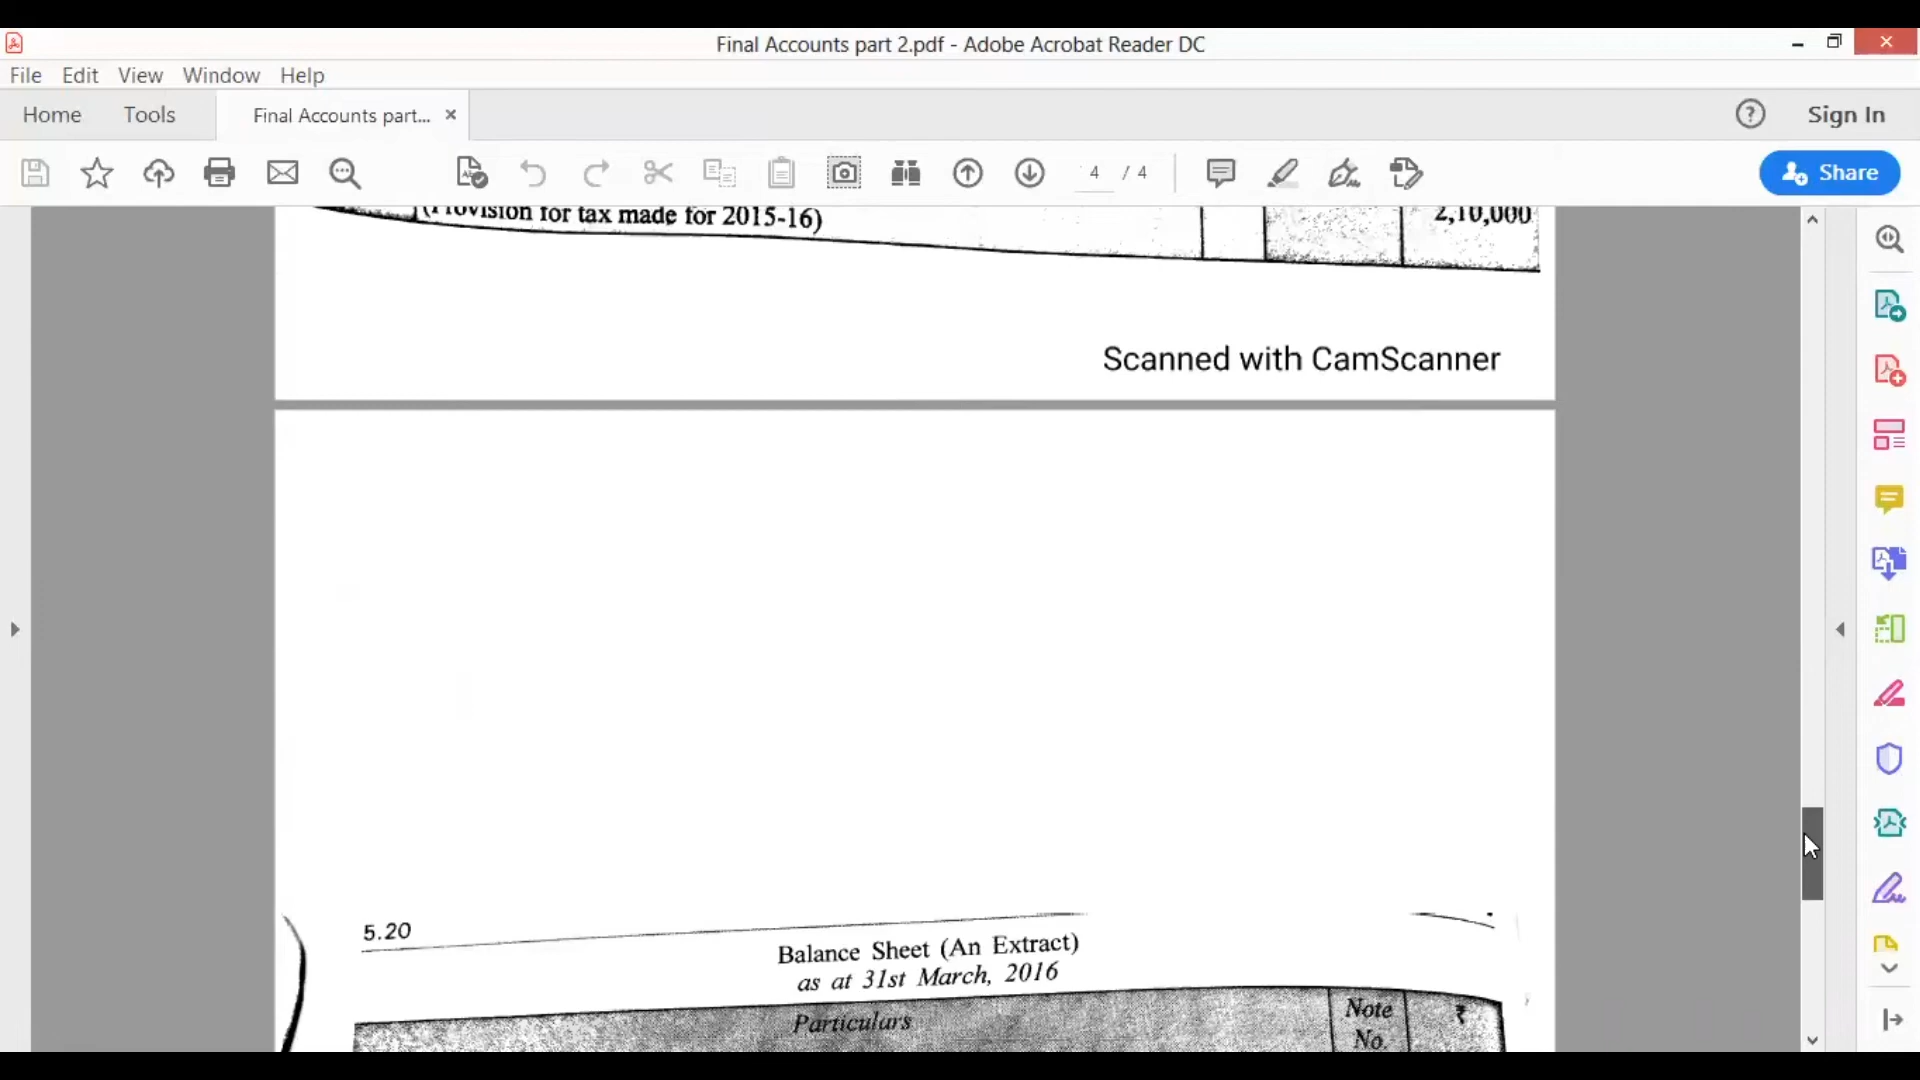 Final Accounts part 2.pdf - Adobe Acrobat Reader DC
File Edit View Window Help
Home Tools Final Accounts part... × Sign In
4 / 4
Share
(Provision for tax made for 2015-16) 2,10,000
Scanned with CamScanner
5.20
Balance Sheet (An Extract)
as at 31st March, 2016
Particulars Note ₹
No.